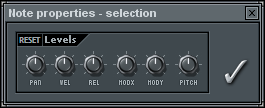 Note properties - selection
RESET Levels
PAN VEL REL MODX MODY PITCH